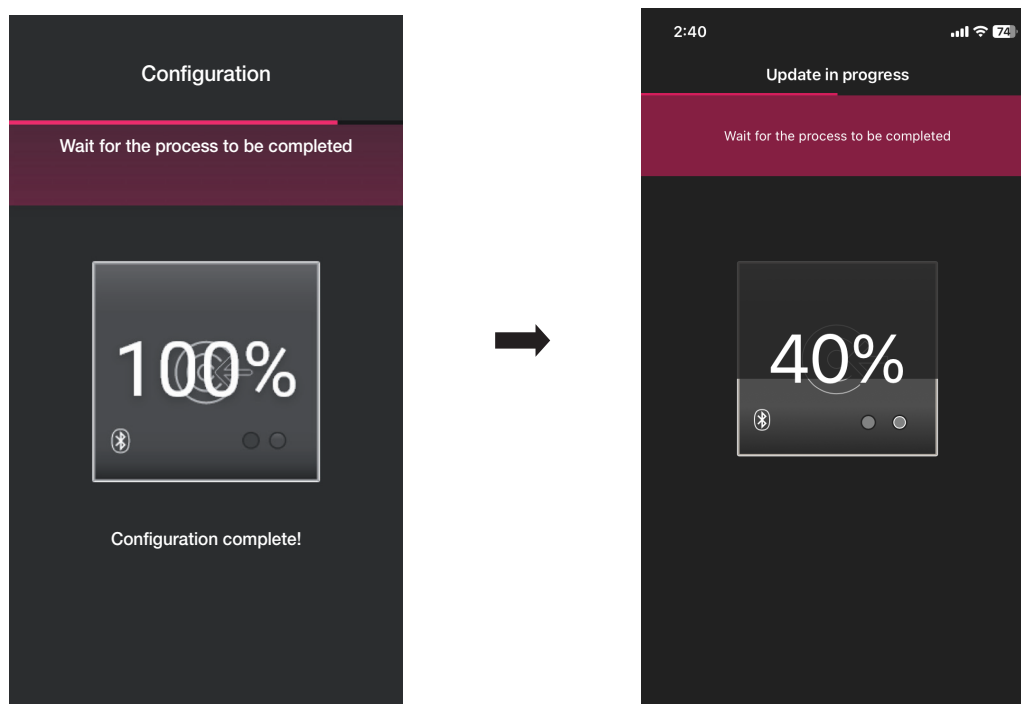 Configuration
Wait for the process to be completed
100%
Configuration complete!
2:40
74
Update in progress
Wait for the process to be completed
40%